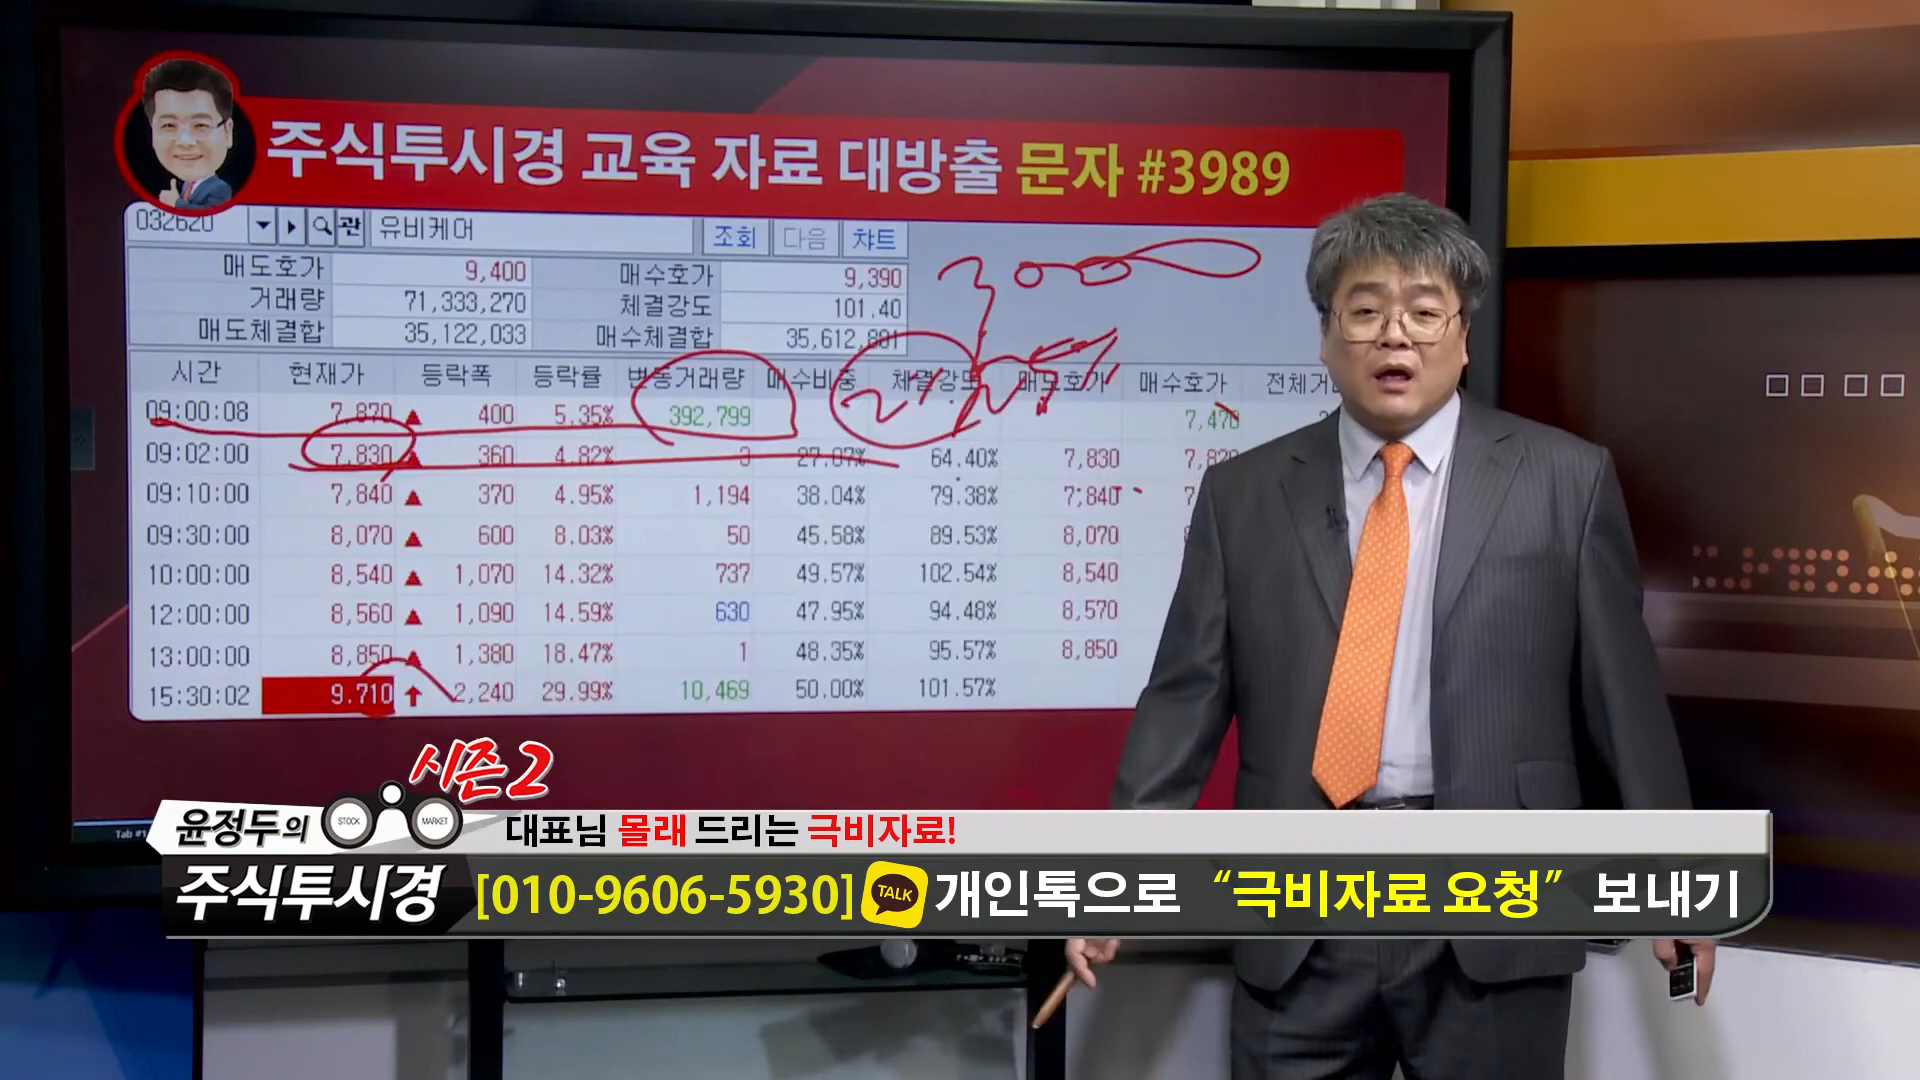 주식투시경 교육 자료 대방출 문자 #3989
032620 관 유비케어 조회 다음 챠트
매도호가 9,400 매수호가 9,390
거래량 71,333,270 체결강도 101.40
매도체결합 35,122,033 매수체결합 35,612,881
시간 현재가 등락폭 등락률 변동거래량 매수비중 체결강도 매도호가 매수호가
09:00:08 7,870 ▲ 400 5.35% 392,799 7,470
09:02:00 7,830 ▲ 360 4.82% 3 27.07% 64.40% 7,830
09:10:00 7,840 ▲ 370 4.95% 1,194 38.04% 79.38% 7,840
09:30:00 8,070 ▲ 600 8.03% 50 45.58% 89.53% 8,070
10:00:00 8,540 ▲ 1,070 14.32% 737 49.57% 102.54% 8,540
12:00:00 8,560 ▲ 1,090 14.59% 630 47.95% 94.48% 8,570
13:00:00 8,850 ▲ 1,380 18.47% 1 48.35% 95.57% 8,850
15:30:02 9.710 ↑ 2,240 29.99% 10,469 50.00% 101.57%
시즌2
윤정두의 STOCK MARKET
주식투시경
대표님 몰래 드리는 극비자료!
[010-9606-5930] TALK 개인톡으로 “극비자료 요청” 보내기